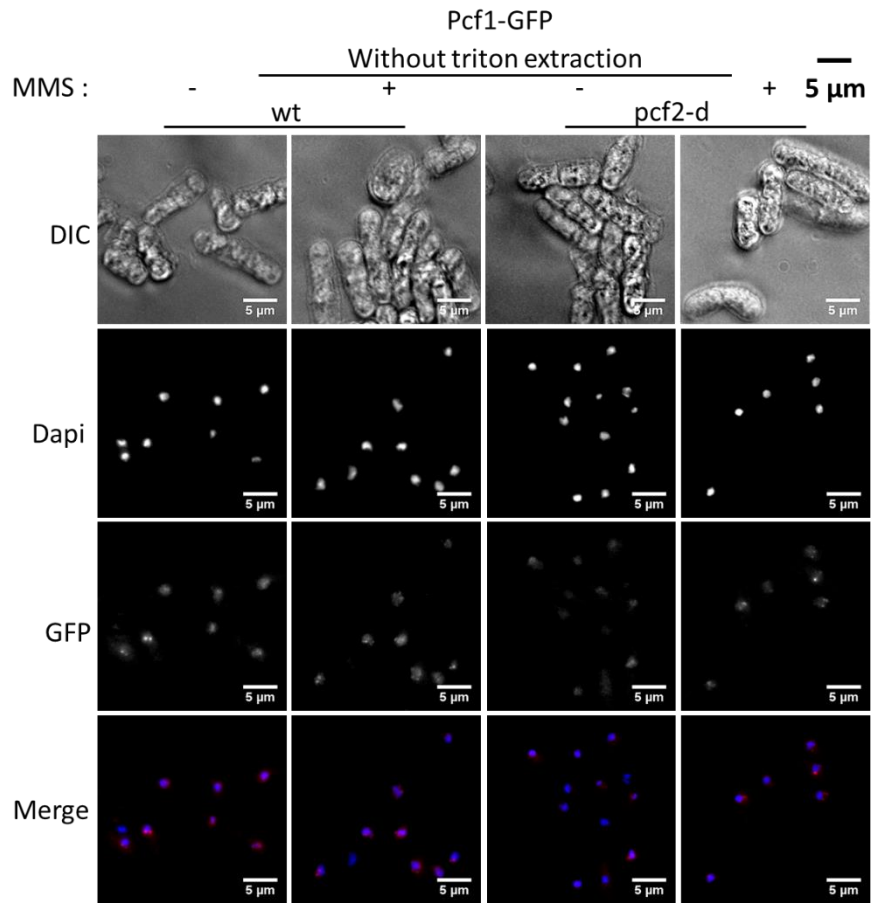 Pcf1-GFP
Without triton extraction
MMS : - + - + 5 µm
wt pcf2-d
DIC 5 µm 5 µm 5 µm 5 µm
Dapi 5 µm 5 µm 5 µm 5 µm
GFP 5 µm 5 µm 5 µm 5 µm
Merge 5 µm 5 µm 5 µm 5 µm